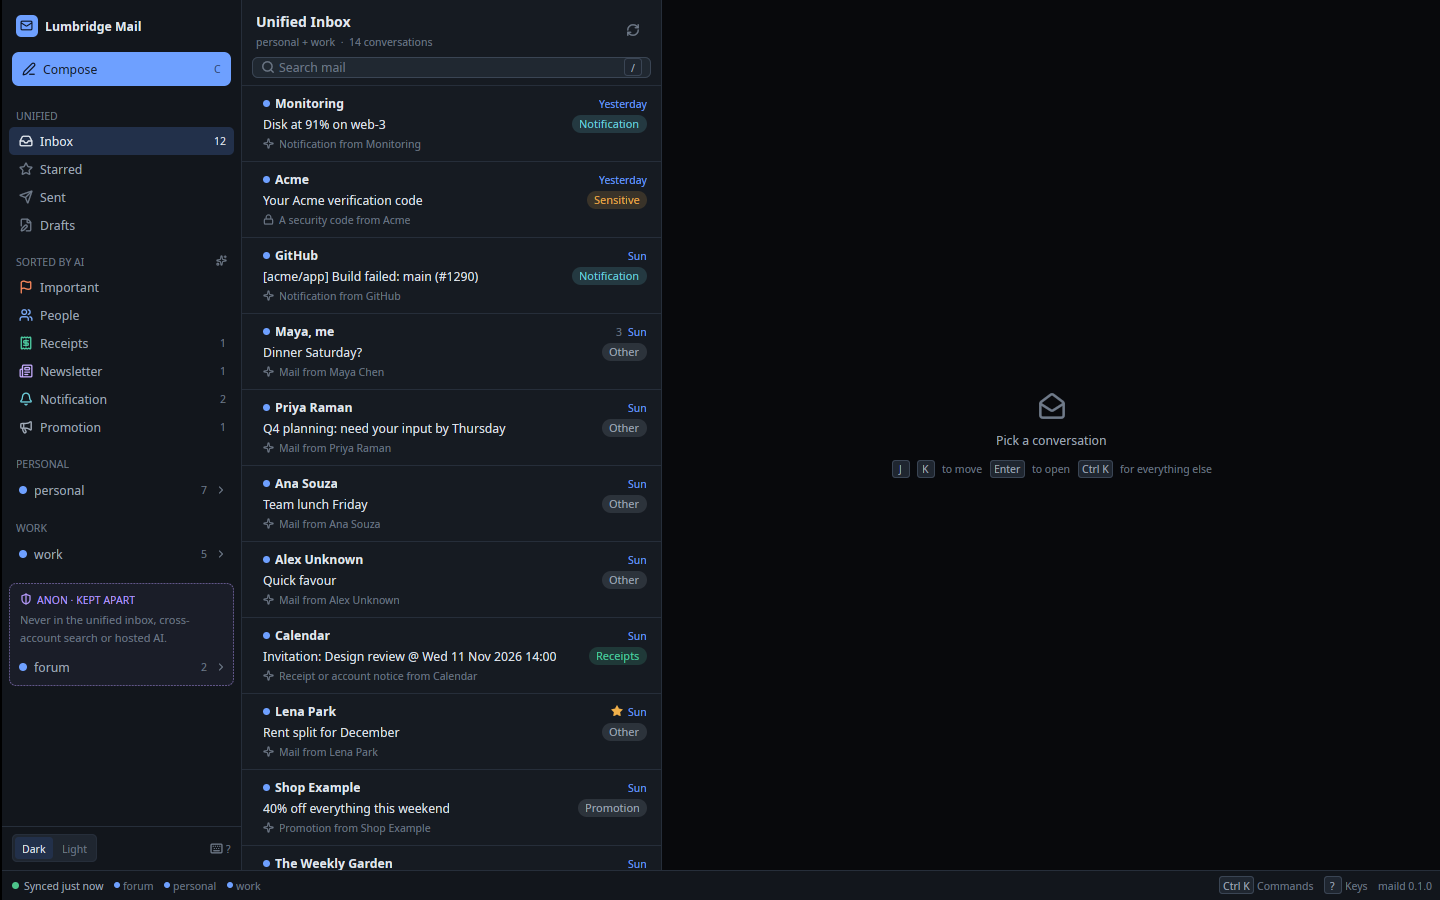 Lumbridge Mail
Compose C
UNIFIED
Inbox 12
Starred
Sent
Drafts
SORTED BY AI
Important
People
Receipts 1
Newsletter 1
Notification 2
Promotion 1
PERSONAL
personal 7
WORK
work 5
ANON · KEPT APART
Never in the unified inbox, cross-
account search or hosted AI.
forum 2
Dark Light
?
Unified Inbox
personal + work · 14 conversations
Search mail /
Monitoring Yesterday
Disk at 91% on web-3 Notification
Notification from Monitoring
Acme Yesterday
Your Acme verification code Sensitive
A security code from Acme
GitHub Sun
[acme/app] Build failed: main (#1290) Notification
Notification from GitHub
Maya, me 3 Sun
Dinner Saturday? Other
Mail from Maya Chen
Priya Raman Sun
Q4 planning: need your input by Thursday Other
Mail from Priya Raman
Ana Souza Sun
Team lunch Friday Other
Mail from Ana Souza
Alex Unknown Sun
Quick favour Other
Mail from Alex Unknown
Calendar Sun
Invitation: Design review @ Wed 11 Nov 2026 14:00 Receipts
Receipt or account notice from Calendar
Lena Park Sun
Rent split for December Other
Mail from Lena Park
Shop Example Sun
40% off everything this weekend Promotion
Promotion from Shop Example
The Weekly Garden Sun
Pick a conversation
J K to move Enter to open Ctrl K for everything else
Synced just now forum personal work
Ctrl K Commands ? Keys maild 0.1.0